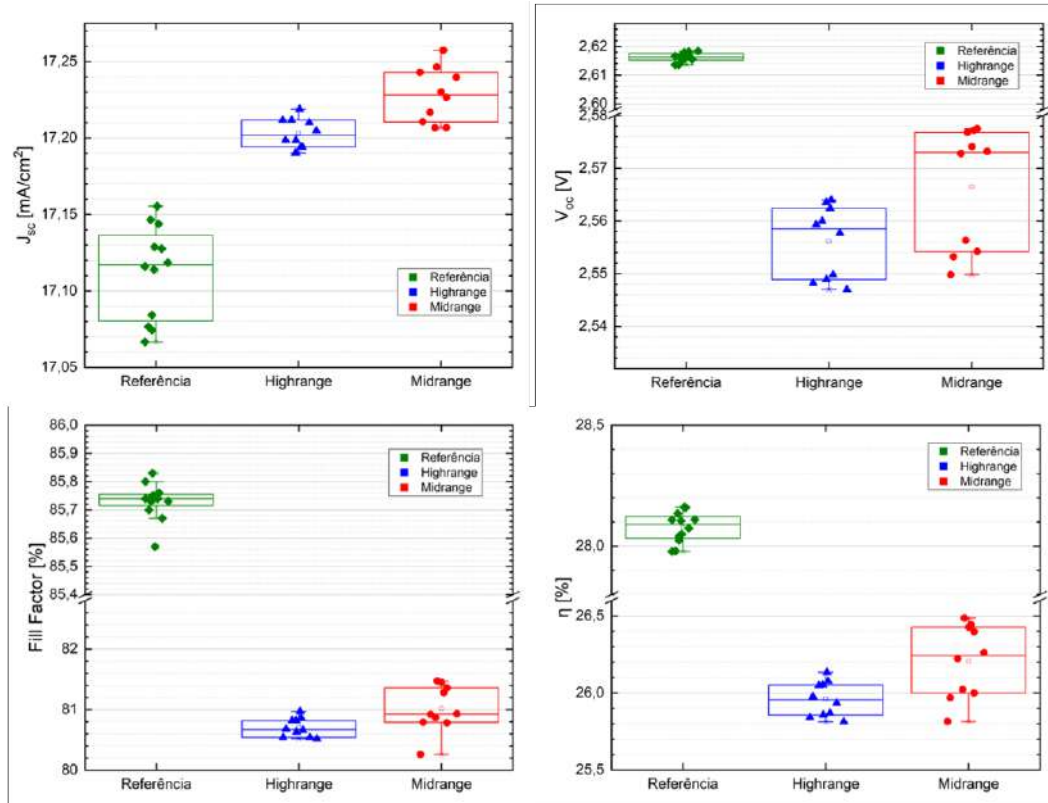 J_sc [mA/cm²]
17,25
17,20
17,15
17,10
17,05
Referência
Highrange
Midrange
Referência Highrange Midrange
V_oc [V]
2,62
2,61
2,60
2,58
2,57
2,56
2,55
2,54
Referência
Highrange
Midrange
Referência Highrange Midrange
Fill Factor [%]
86,0
85,9
85,8
85,7
85,6
85,5
85,4
82
81
80
Referência
Highrange
Midrange
Referência Highrange Midrange
η [%]
28,5
28,0
26,5
26,0
25,5
Referência
Highrange
Midrange
Referência Highrange Midrange